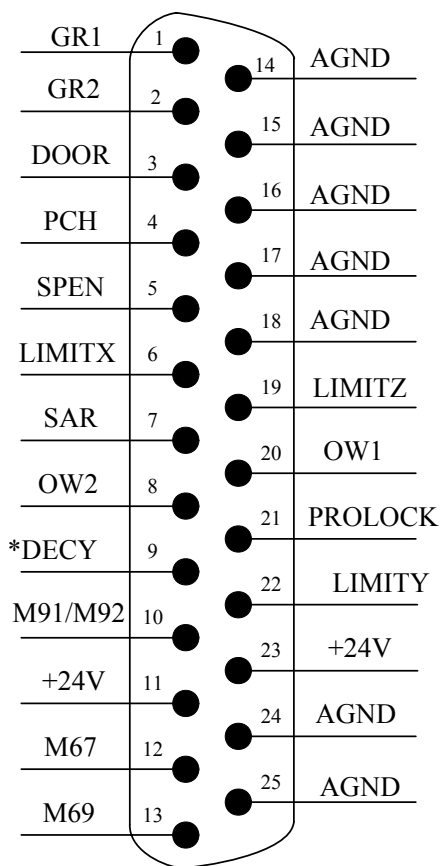 GR1 1
14 AGND
GR2 2
15 AGND
DOOR 3
16 AGND
PCH 4
17 AGND
SPEN 5
18 AGND
LIMITX 6
19 LIMITZ
SAR 7
20 OW1
OW2 8
21 PROLOCK
*DECY 9
22 LIMITY
M91/M92 10
23 +24V
+24V 11
24 AGND
M67 12
25 AGND
M69 13